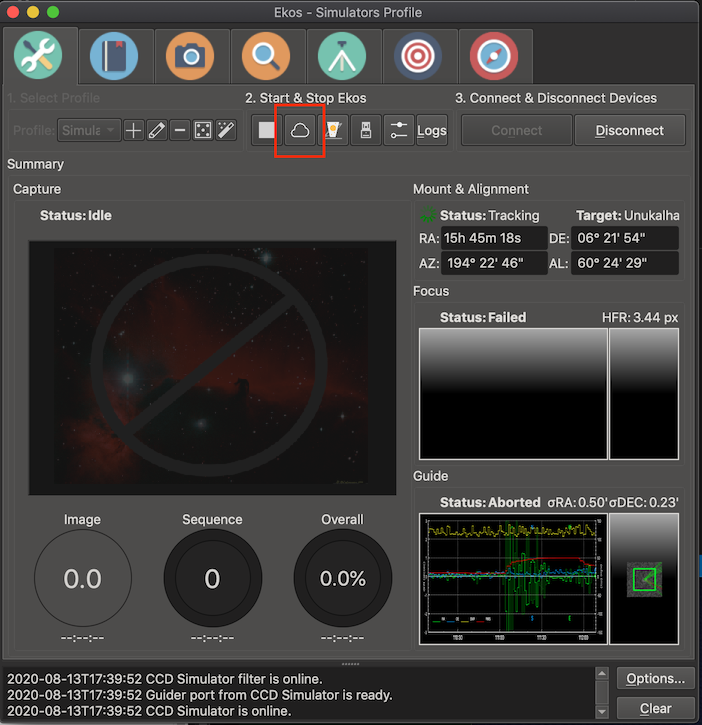 Ekos - Simulators Profile
1. Select Profile
2. Start & Stop Ekos
3. Connect & Disconnect Devices
Profile: Simula
Logs
Connect
Disconnect
Summary
Capture
Mount & Alignment
Status: Idle
Status: Tracking
Target: Unukalha
RA: 15h 45m 18s
DE: 06° 21' 54"
AZ: 194° 22' 46"
AL: 60° 24' 29"
Focus
Status: Failed
HFR: 3.44 px
Guide
Status: Aborted
σRA: 0.50' σDEC: 0.23'
Image
Sequence
Overall
0.0
0
0.0%
--:--:--
--:--:--
--:--:--
2020-08-13T17:39:52 CCD Simulator filter is online.
2020-08-13T17:39:52 Guider port from CCD Simulator is ready.
2020-08-13T17:39:52 CCD Simulator is online.
Options...
Clear